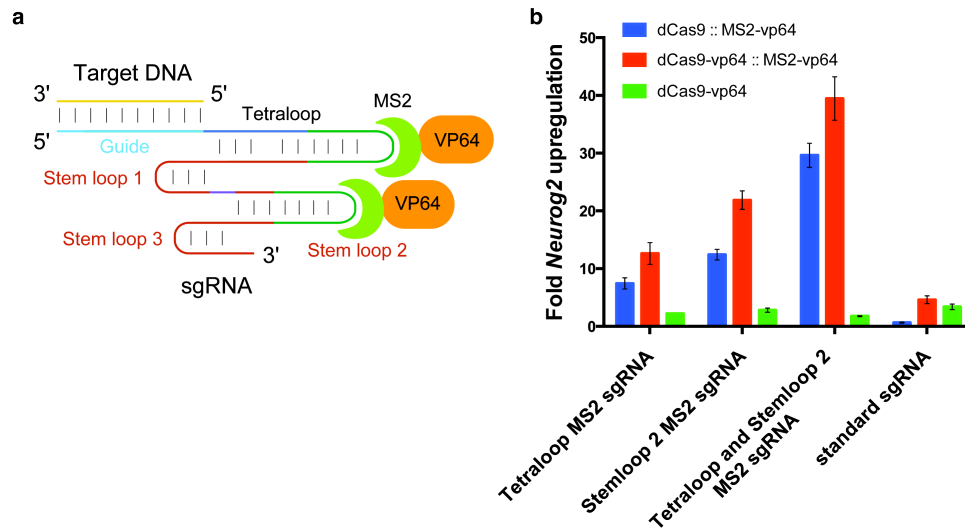 a
Target DNA
3'
5'
5'
Guide
Tetraloop
MS2
VP64
Stem loop 1
VP64
Stem loop 3
3'
Stem loop 2
sgRNA
b
dCas9 :: MS2-vp64
dCas9-vp64 :: MS2-vp64
dCas9-vp64
Fold Neurog2 upregulation
50
40
30
20
10
0
Tetraloop MS2 sgRNA
Stemloop 2 MS2 sgRNA
Tetraloop and Stemloop 2
MS2 sgRNA
standard sgRNA